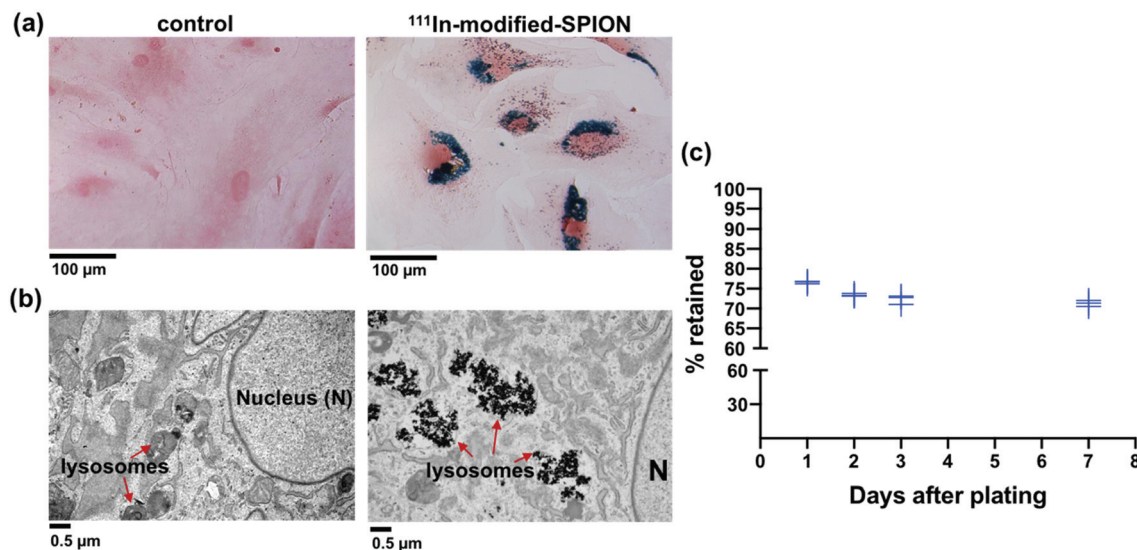 (a)
control
¹¹¹In-modified-SPION
100 µm
100 µm
(b)
Nucleus (N)
lysosomes
0.5 µm
lysosomes
N
0.5 µm
(c)
% retained
100
95
90
85
80
75
70
65
60
60
30
0 1 2 3 4 5 6 7 8
Days after plating